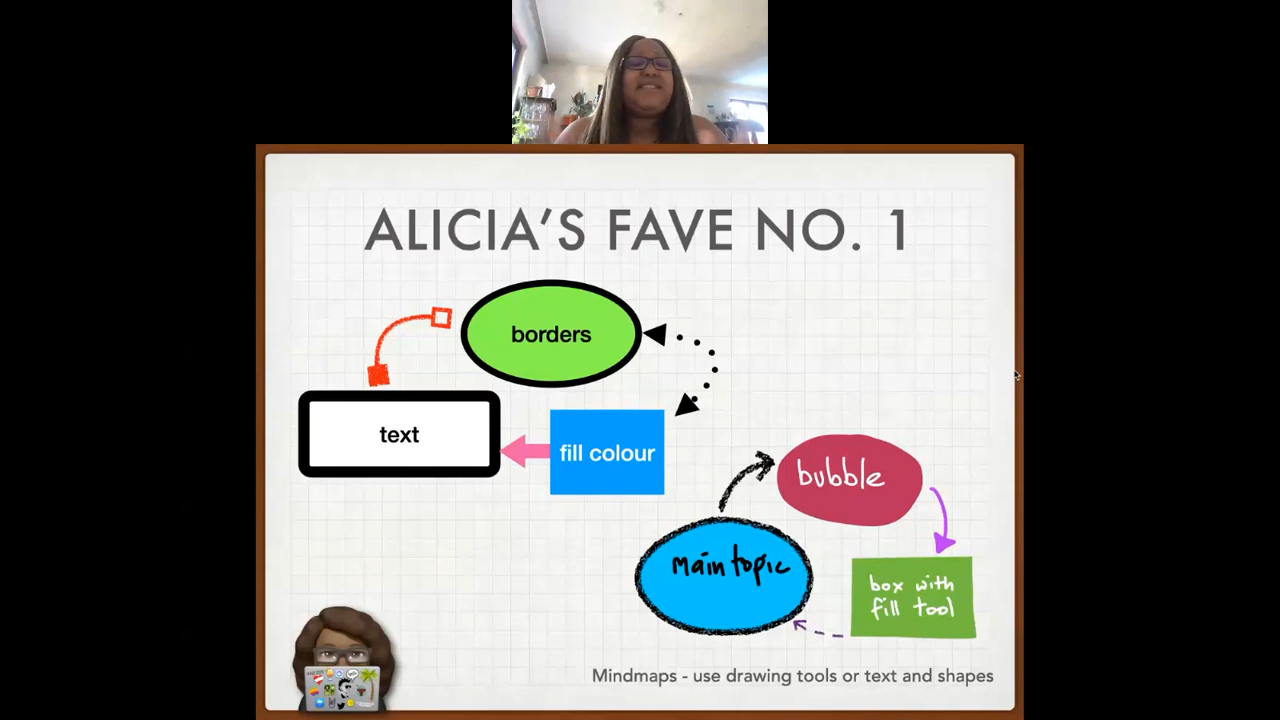 ALICIA'S FAVE NO. 1
borders
text
fill colour
bubble
main topic
box with
fill tool
Mindmaps - use drawing tools or text and shapes